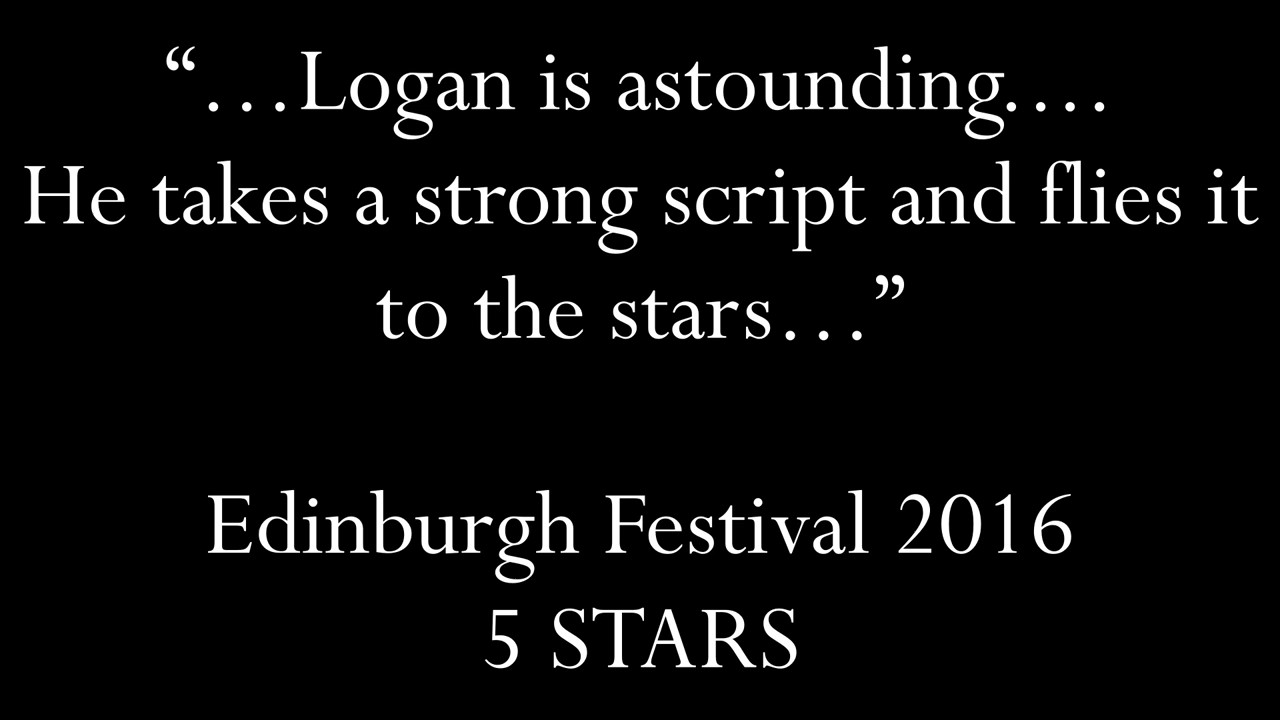 “…Logan is astounding....
He takes a strong script and flies it
to the stars…”
Edinburgh Festival 2016
5 STARS